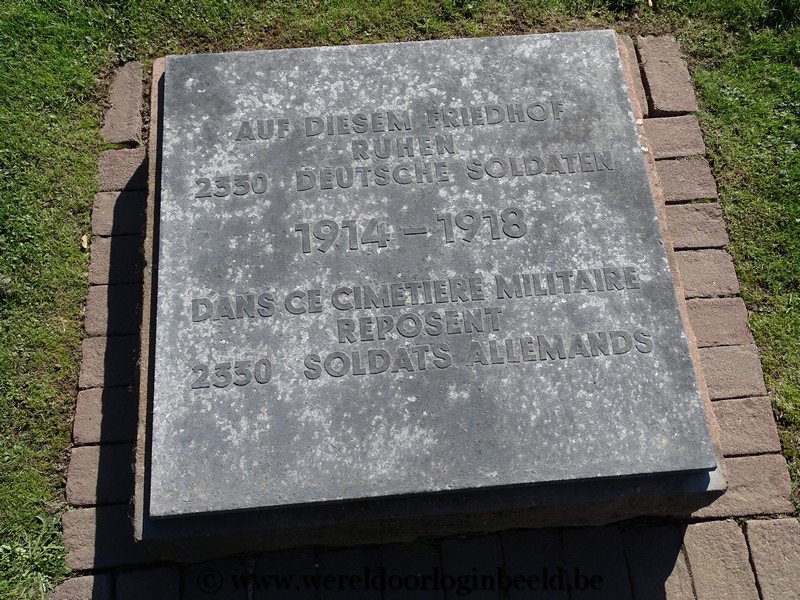 AUF DIESEM FRIEDHOF
RUHEN
2330 DEUTSCHE SOLDATEN
1914 – 1918
DANS CE CIMETIERE MILITAIRE
REPOSENT
2330 SOLDATS ALLEMANDS
© www.wereldoorloginbeeld.be